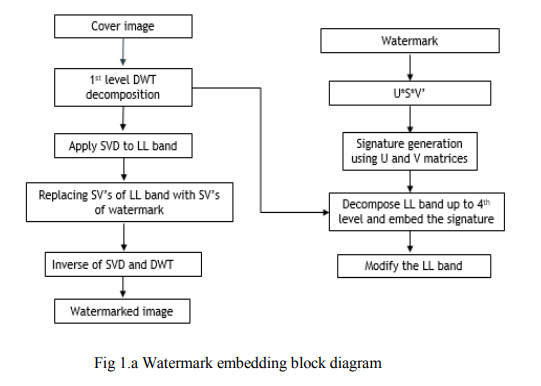 Cover image
1st level DWT
decomposition
Apply SVD to LL band
Replacing SV's of LL band with SV's
of watermark
Inverse of SVD and DWT
Watermarked image
Watermark
U*S*V'
Signature generation
using U and V matrices
Decompose LL band up to 4th
level and embed the signature
Modify the LL band
Fig 1.a Watermark embedding block diagram